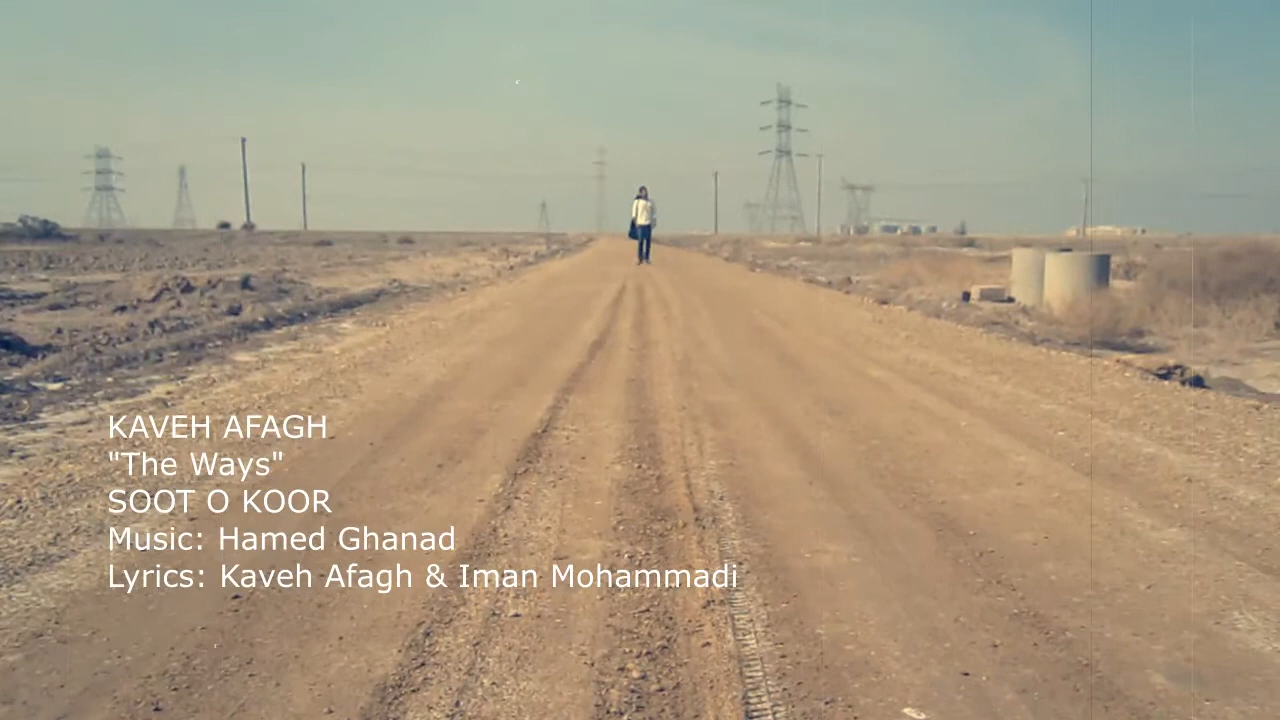 KAVEH AFAGH
"The Ways"
SOOT O KOOR
Music: Hamed Ghanad
Lyrics: Kaveh Afagh & Iman Mohammadi